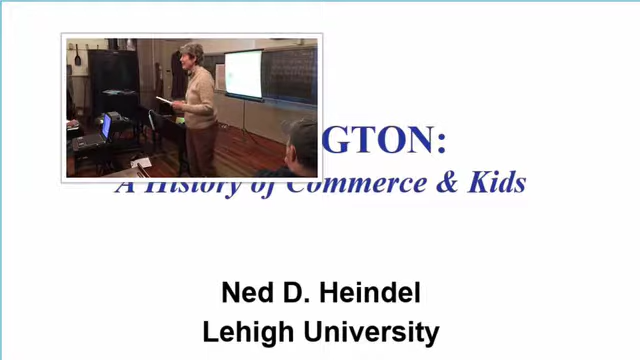 GTON:
A History of Commerce & Kids
Ned D. Heindel
Lehigh University